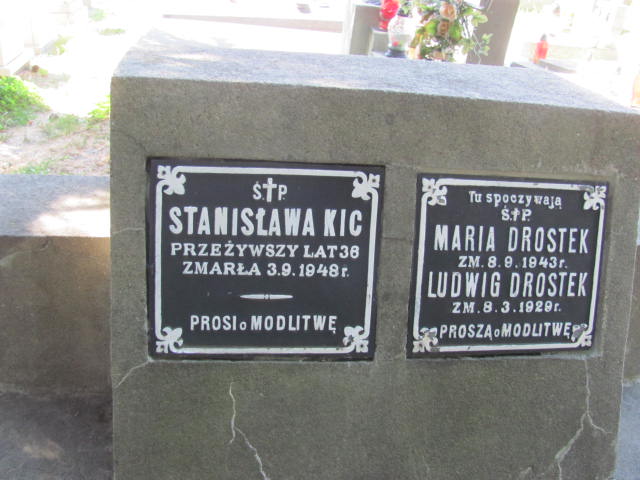 Ś.✝P.
STANISŁAWA KIC
PRZEŻYWSZY LAT 36
ZMARŁA 3.9.1948 r.
PROSI o MODLITWĘ
Tu spoczywają
Ś.✝P.
MARIA DROSTEK
ZM. 8.9.1943 r.
LUDWIG DROSTEK
ZM. 8.3.1929 r.
PROSZĄ o MODLITWĘ